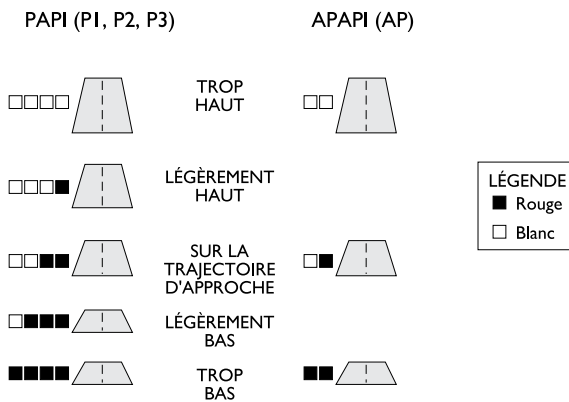 PAPI (P1, P2, P3)
APAPI (AP)
TROP
HAUT
LÉGÈREMENT
HAUT
SUR LA
TRAJECTOIRE
D'APPROCHE
LÉGÈREMENT
BAS
TROP
BAS
LÉGENDE
Rouge
Blanc